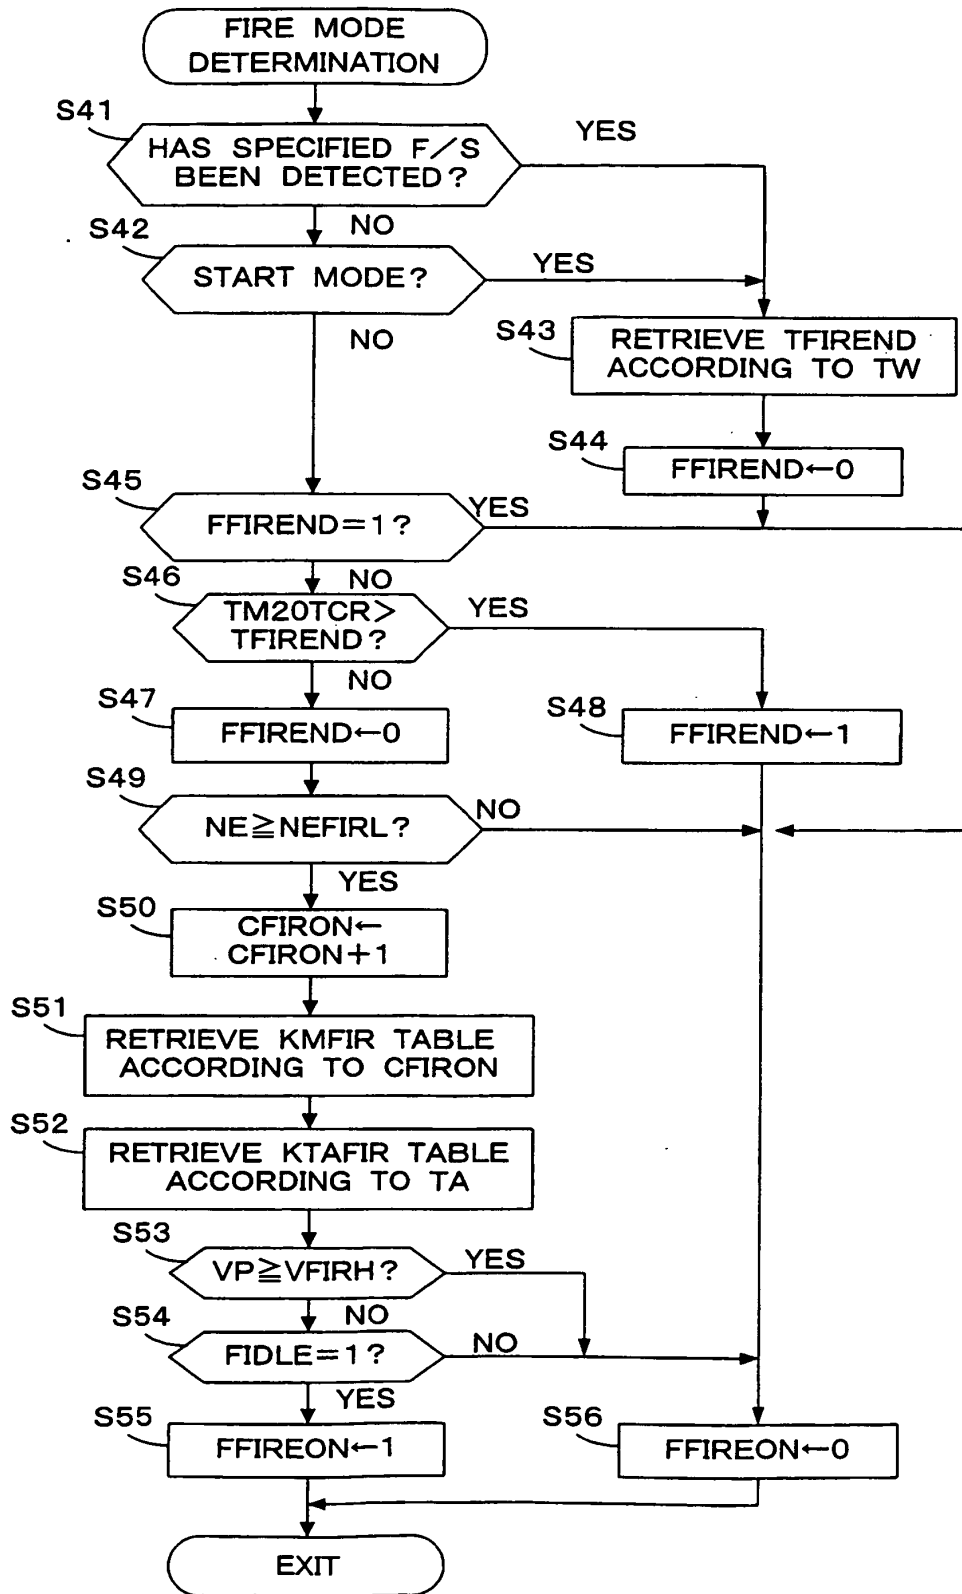 FIRE MODE
DETERMINATION
S41
HAS SPECIFIED F/S
BEEN DETECTED?
YES
NO
S42
START MODE?
YES
NO
S43
RETRIEVE TFIREND
ACCORDING TO TW
S44
FFIREND←0
S45
FFIREND=1?
YES
NO
S46
TM20TCR>
TFIREND?
YES
NO
S47
FFIREND←0
S48
FFIREND←1
S49
NE≧NEFIRL?
NO
YES
S50
CFIRON←
CFIRON+1
S51
RETRIEVE KMFIR TABLE
ACCORDING TO CFIRON
S52
RETRIEVE KTAFIR TABLE
ACCORDING TO TA
S53
VP≧VFIRH?
YES
NO
S54
FIDLE=1?
NO
YES
S55
FFIREON←1
S56
FFIREON←0
EXIT